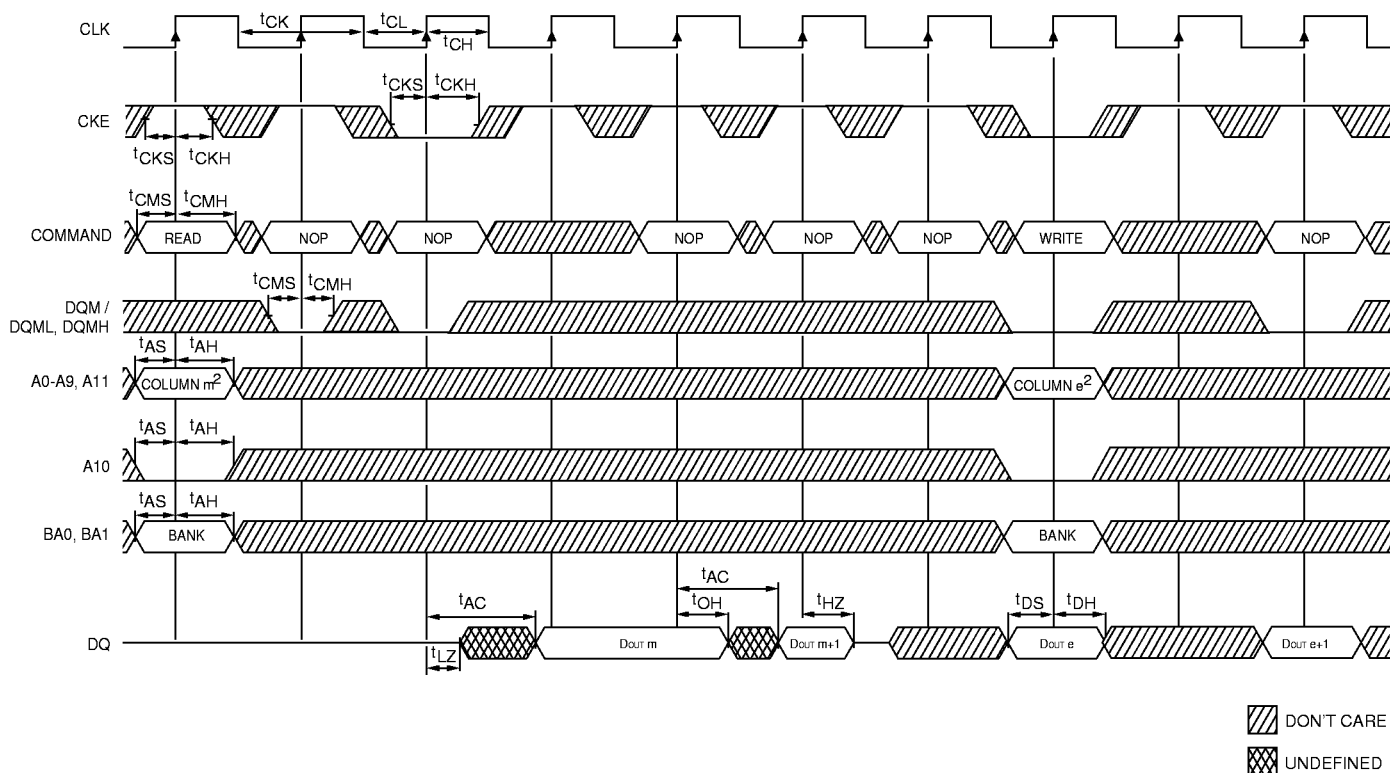 CLK
tCK
tCL
tCH
tCKS
tCKH
CKE
tCKS
tCKH
tCMS
tCMH
COMMAND
READ
NOP
NOP
NOP
NOP
NOP
WRITE
NOP
tCMS
tCMH
DQM /
DQML, DQMH
tAS
tAH
A0-A9, A11
COLUMN m2
COLUMN e2
tAS
tAH
A10
tAS
tAH
BA0, BA1
BANK
BANK
tAC
tAC
tOH
tHZ
tDS
tDH
DQ
DOUT m
DOUT m+1
DOUT e
DOUT e+1
tLZ
DON'T CARE
UNDEFINED